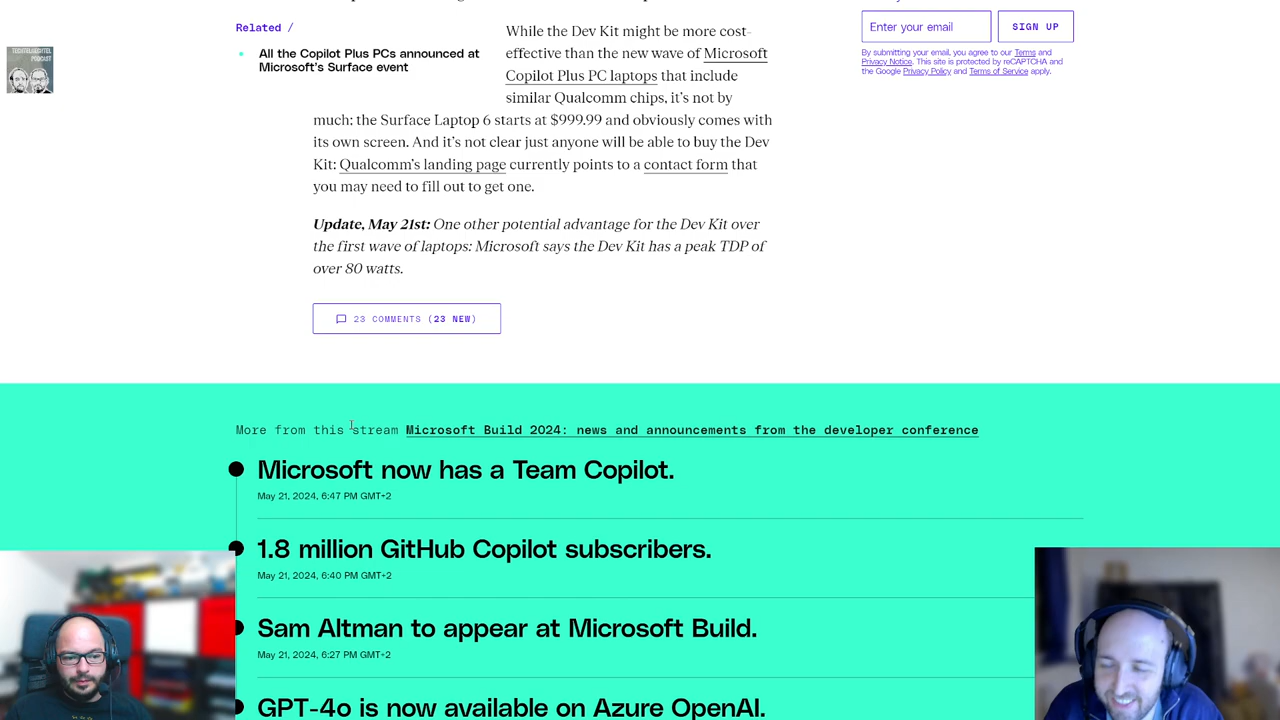 Related /
All the Copilot Plus PCs announced at
Microsoft's Surface event
While the Dev Kit might be more cost-
effective than the new wave of Microsoft
Copilot Plus PC laptops that include
similar Qualcomm chips, it's not by
much: the Surface Laptop 6 starts at $999.99 and obviously comes with
its own screen. And it's not clear just anyone will be able to buy the Dev
Kit: Qualcomm's landing page currently points to a contact form that
you may need to fill out to get one.
Update, May 21st: One other potential advantage for the Dev Kit over
the first wave of laptops: Microsoft says the Dev Kit has a peak TDP of
over 80 watts.
23 COMMENTS (23 NEW)
Enter your email
SIGN UP
By submitting your email, you agree to our Terms and
Privacy Notice. This site is protected by reCAPTCHA and
the Google Privacy Policy and Terms of Service apply.
PODCAST
More from this stream Microsoft Build 2024: news and announcements from the developer conference
Microsoft now has a Team Copilot.
May 21, 2024, 6:47 PM GMT+2
1.8 million GitHub Copilot subscribers.
May 21, 2024, 6:40 PM GMT+2
Sam Altman to appear at Microsoft Build.
May 21, 2024, 6:27 PM GMT+2
GPT-4o is now available on Azure OpenAI.